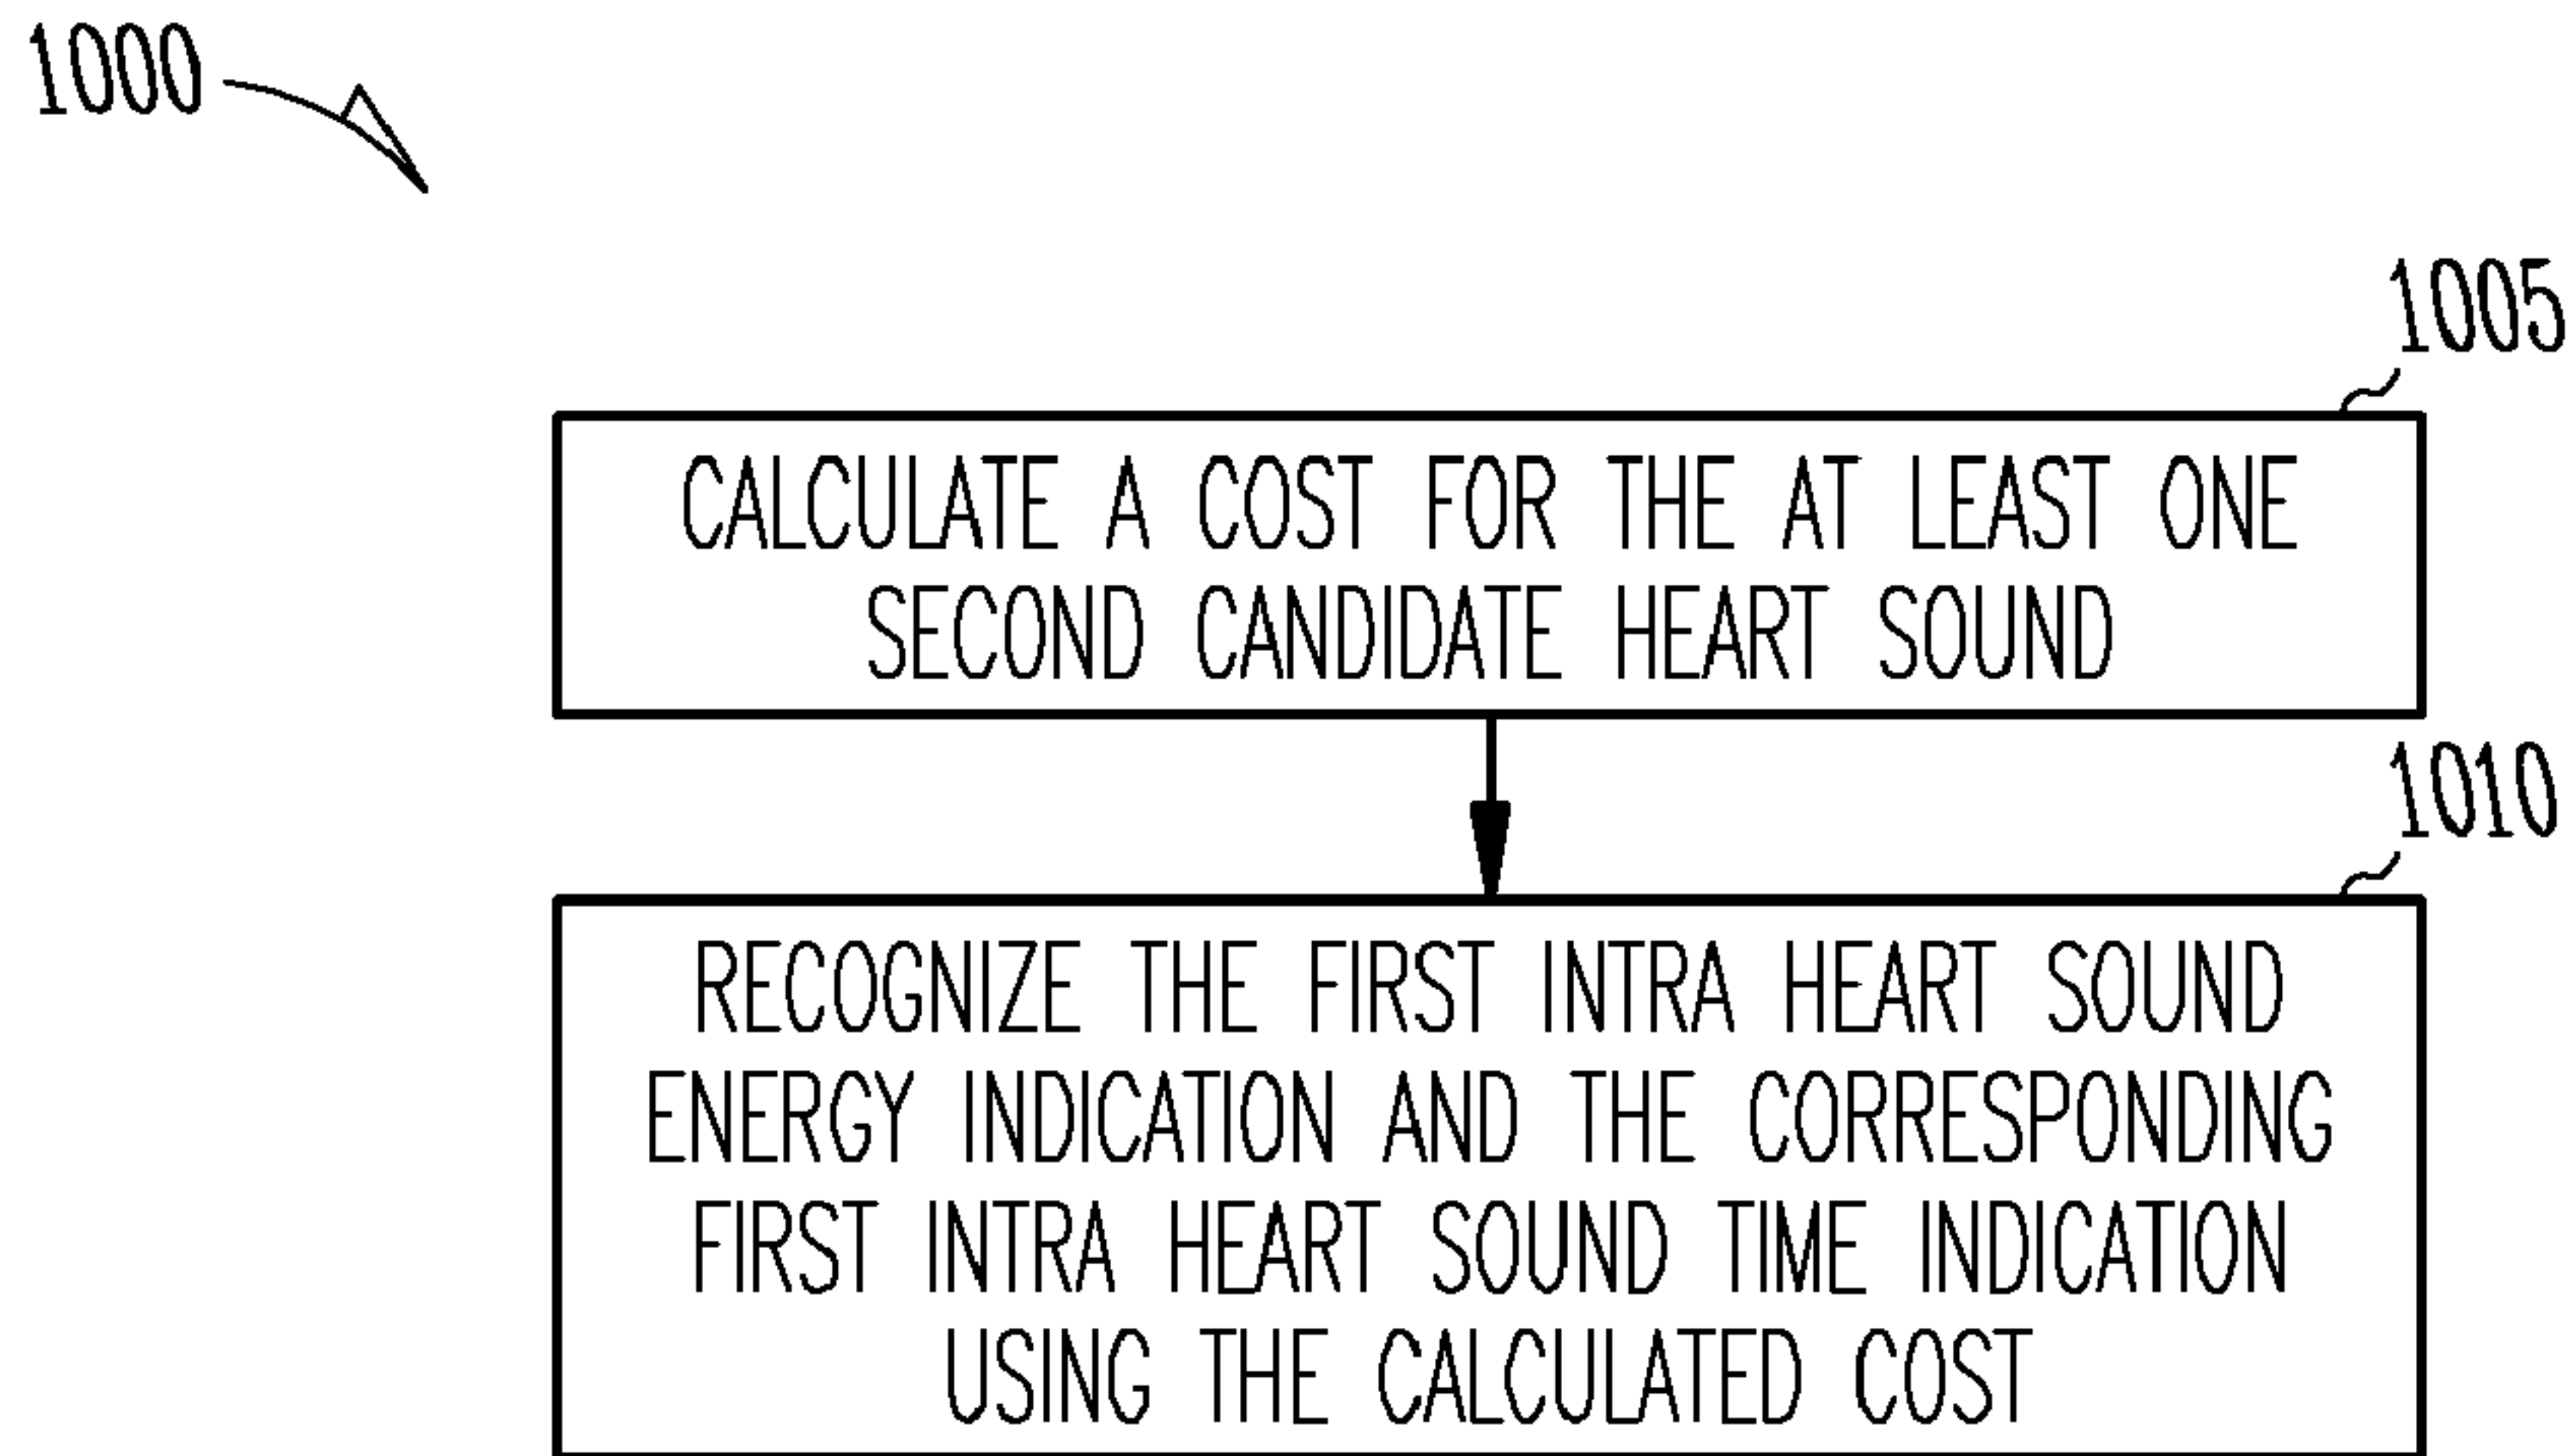 1000
1005
CALCULATE A COST FOR THE AT LEAST ONE
SECOND CANDIDATE HEART SOUND
1010
RECOGNIZE THE FIRST INTRA HEART SOUND
ENERGY INDICATION AND THE CORRESPONDING
FIRST INTRA HEART SOUND TIME INDICATION
USING THE CALCULATED COST